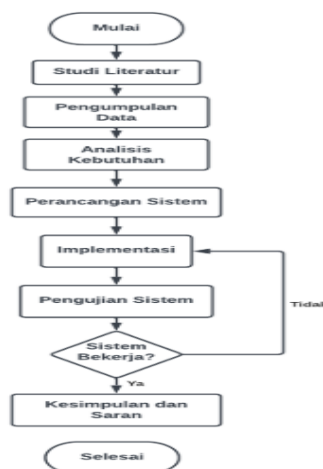 Mulai
Studi Literatur
Pengumpulan
Data
Analisis
Kebutuhan
Perancangan Sistem
Implementasi
Pengujian Sistem
Tidal
Sistem
Bekerja?
Ya
Kesimpulan dan
Saran
Selesai